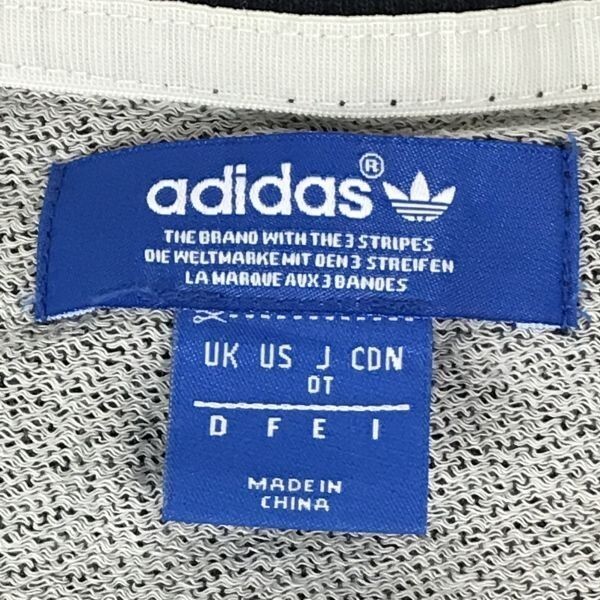 adidas®
THE BRAND WITH THE 3 STRIPES
DIE WELTMARKE MIT DEN 3 STREIFEN
LA MARQUE AUX 3 BANDES
UK US J CDN
OT
D F E I
MADE IN
CHINA